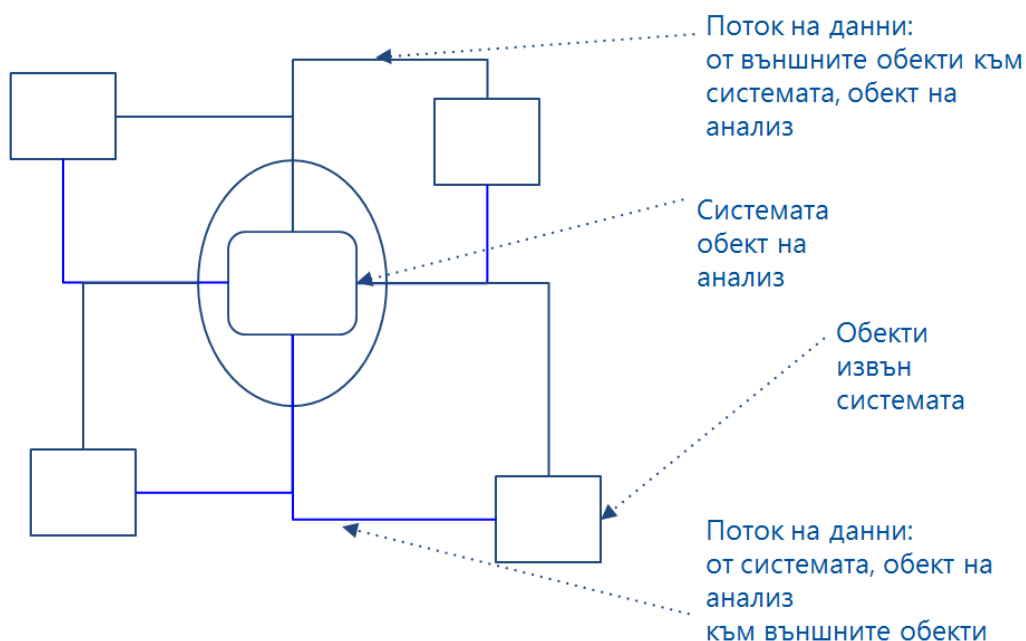 Поток на данни:
от външните обекти към
системата, обект на
анализ
Системата
обект на
анализ
Обекти
извън
системата
Поток на данни:
от системата, обект на
анализ
към външните обекти